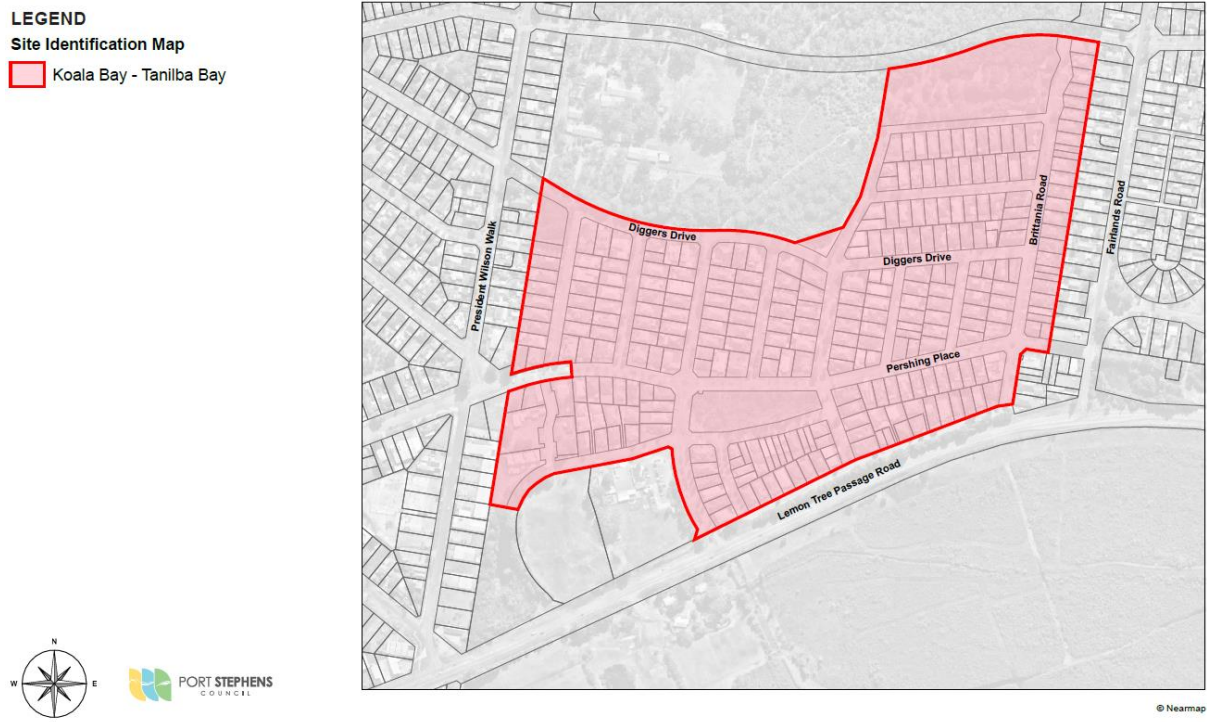 LEGEND
Site Identification Map
Koala Bay - Tanilba Bay
President Wilson Walk
Diggers Drive
Diggers Drive
Brittania Road
Fairlands Road
Pershing Place
Lemon Tree Passage Road
N
W
E
S
PORT STEPHENS
COUNCIL
© Nearmap